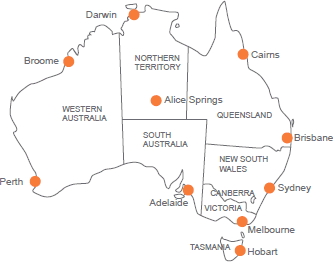 Darwin
Cairns
Broome
NORTHERN
TERRITORY
Alice Springs
WESTERN
AUSTRALIA
QUEENSLAND
SOUTH
AUSTRALIA
Brisbane
NEW SOUTH
WALES
Perth
Sydney
CANBERRA
Adelaide
VICTORIA
Melbourne
TASMANIA
Hobart